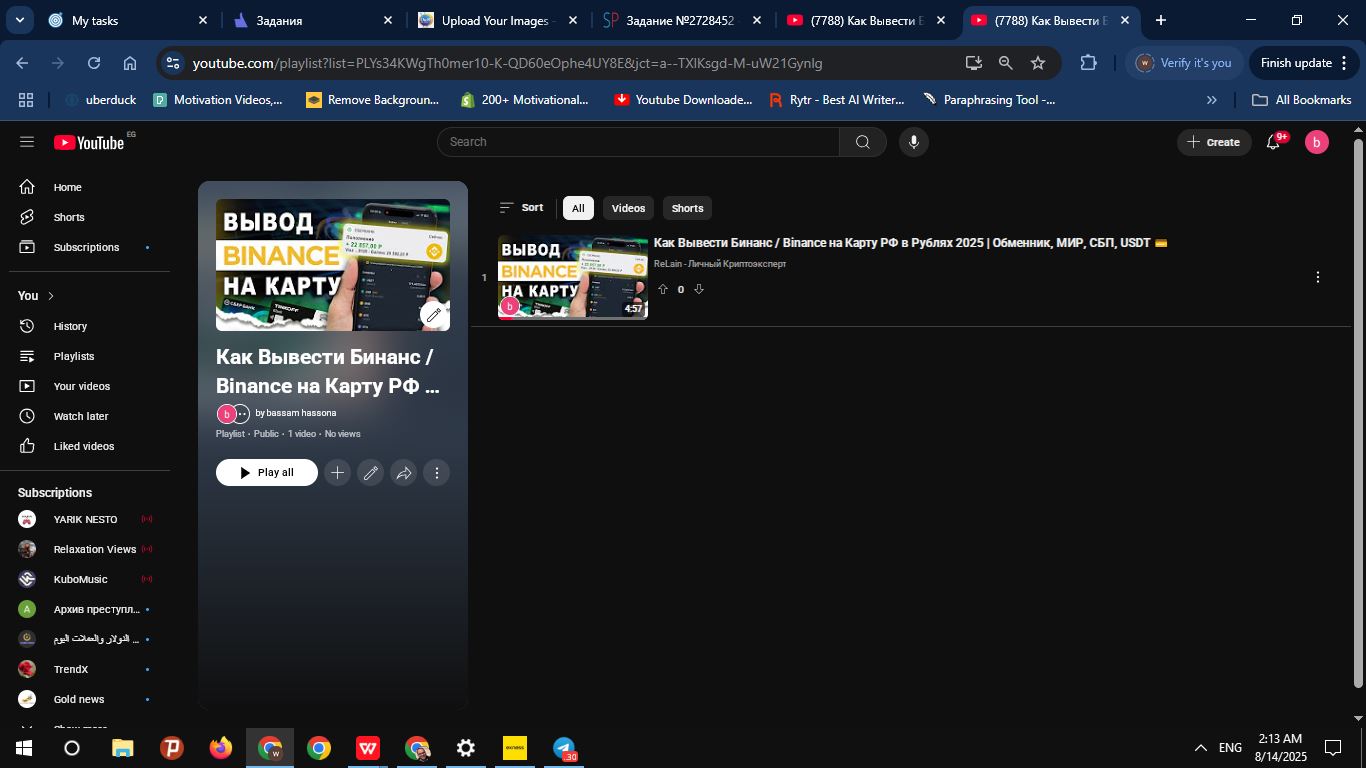 My tasks
Задания
Upload Your Images -
Задание №2728452
(7788) Как Вывести Б
(7788) Как Вывести Б
youtube.com/playlist?list=PLYs34KWgTh0mer10-K-QD60eOphe4UY8E&jct=a--TXlKsgd-M-uW21GynIg
Verify it's you
Finish update
uberduck
Motivation Videos,...
Remove Backgroun...
200+ Motivational...
Youtube Downloade...
Rytr - Best AI Writer...
Paraphrasing Tool -...
All Bookmarks
YouTube EG
Search
Create
9+
b
Home
Shorts
Subscriptions
You
History
Playlists
Your videos
Watch later
Liked videos
Subscriptions
YARIK NESTO
Relaxation Views
KuboMusic
A
Архив преступл...
... الدولار والعملات اليوم
TrendX
Gold news
Show more
ВЫВОД
BINANCE
НА КАРТУ
Как Вывести Бинанс /
Binance на Карту РФ ...
b
by bassam hassona
Playlist • Public • 1 video • No views
Play all
Sort
All
Videos
Shorts
1
ВЫВОД
BINANCE
НА КАРТУ
b
4:57
Как Вывести Бинанс / Binance на Карту РФ в Рублях 2025 | Обменник, МИР, СБП, USDT
ReLain - Личный Криптоэксперт
0
exness
30
ENG
2:13 AM
8/14/2025